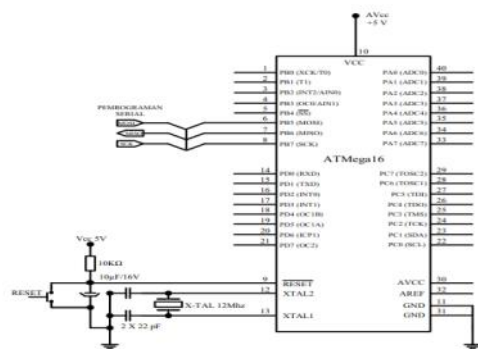 AVcc
+5 V
10
VCC
1 PB0 (XCK/T0) PA0 (ADC0) 40
2 PB1 (T1) PA1 (ADC1) 39
3 PB2 (INT2/AIN0) PA2 (ADC2) 38
4 PB3 (OC0/AIN1) PA3 (ADC3) 37
5 PB4 (SS) PA4 (ADC4) 36
6 PB5 (MOSI) PA5 (ADC5) 35
7 PB6 (MISO) PA6 (ADC6) 34
8 PB7 (SCK) PA7 (ADC7) 33
PEMROGRAMAN
SERIAL
MOSI
SCK
ATMega16
14 PD0 (RXD) PC7 (TOSC2) 29
15 PD1 (TXD) PC6 (TOSC1) 28
16 PD2 (INT0) PC5 (TDI) 27
17 PD3 (INT1) PC4 (TDO) 26
18 PD4 (OC1B) PC3 (TMS) 25
19 PD5 (OC1A) PC2 (TCK) 24
20 PD6 (ICP1) PC1 (SDA) 23
21 PD7 (OC2) PC0 (SCL) 22
Vcc 5V
10KΩ
10µF/16V
RESET
9 RESET AVCC 30
12 XTAL2 AREF 32
X-TAL 12Mhz
GND 11
13 XTAL1 GND 31
2 X 22 pF